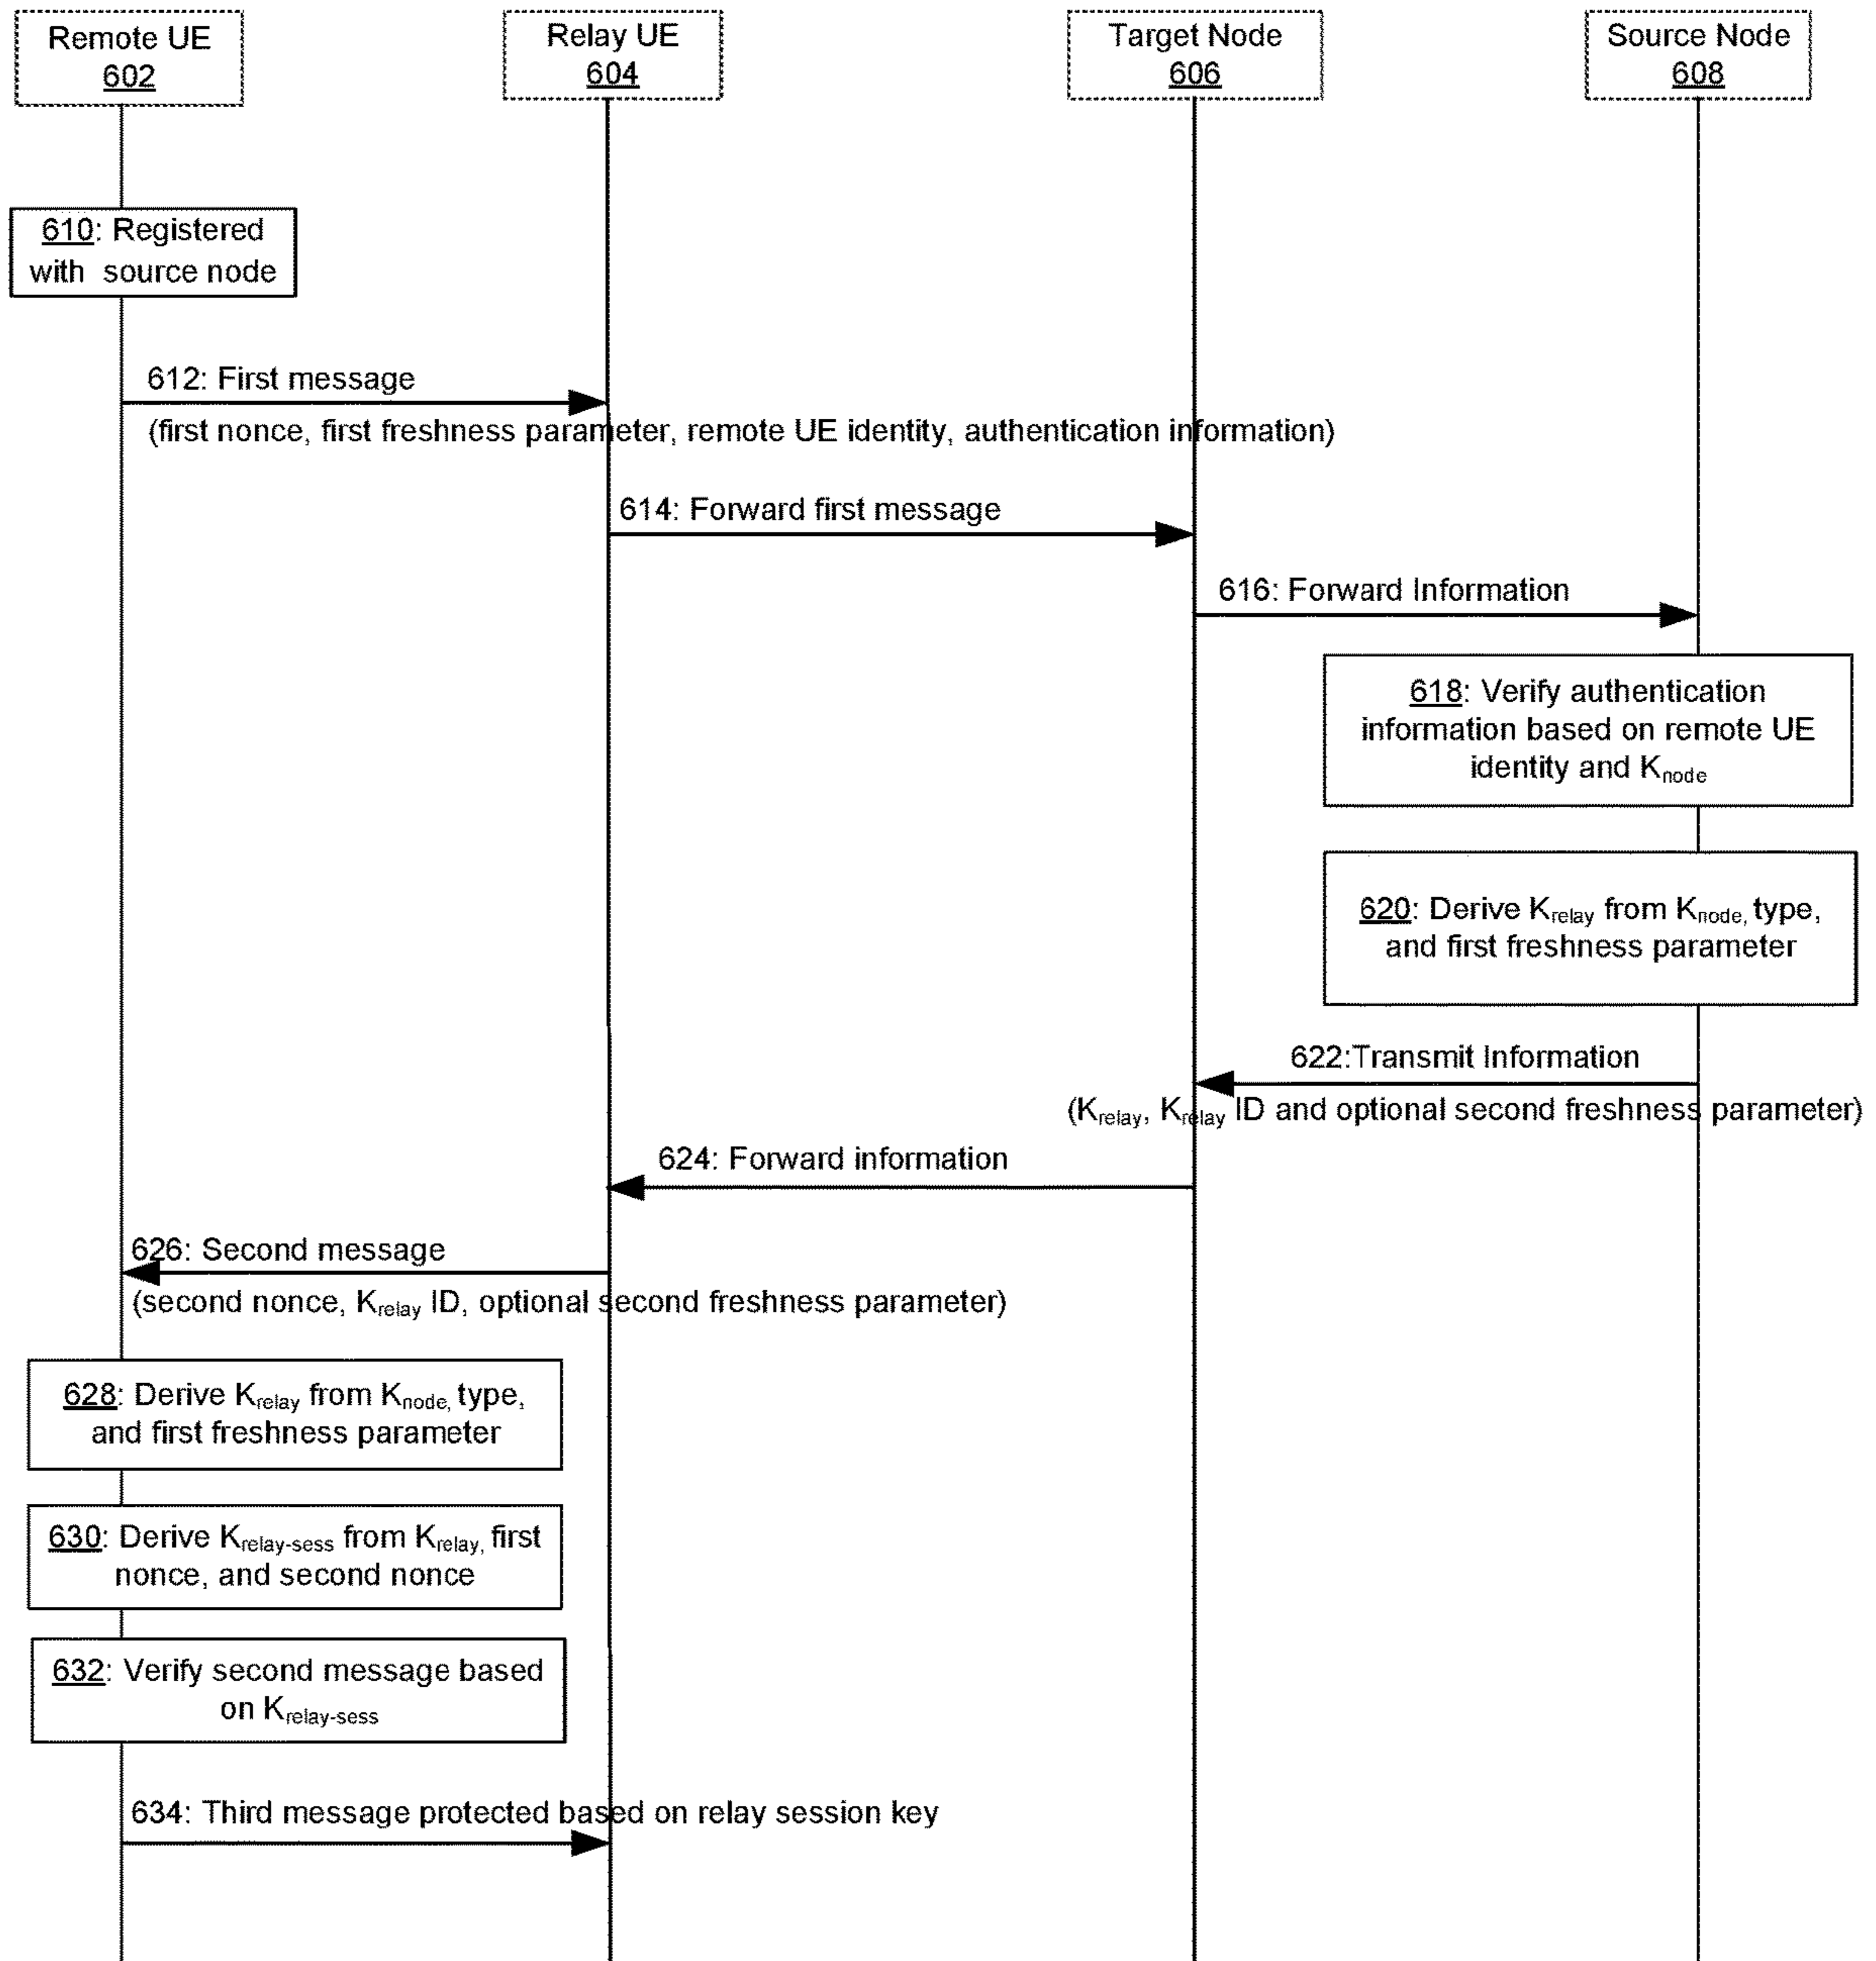 Remote UE
602
Relay UE
604
Target Node
606
Source Node
608
610: Registered
with source node
612: First message
(first nonce, first freshness parameter, remote UE identity, authentication information)
614: Forward first message
616: Forward Information
618: Verify authentication
information based on remote UE
identity and Knode
620: Derive Krelay from Knode, type,
and first freshness parameter
622:Transmit Information
(Krelay, Krelay ID and optional second freshness parameter)
624: Forward information
626: Second message
(second nonce, Krelay ID, optional second freshness parameter)
628: Derive Krelay from Knode, type,
and first freshness parameter
630: Derive Krelay-sess from Krelay, first
nonce, and second nonce
632: Verify second message based
on Krelay-sess
634: Third message protected based on relay session key